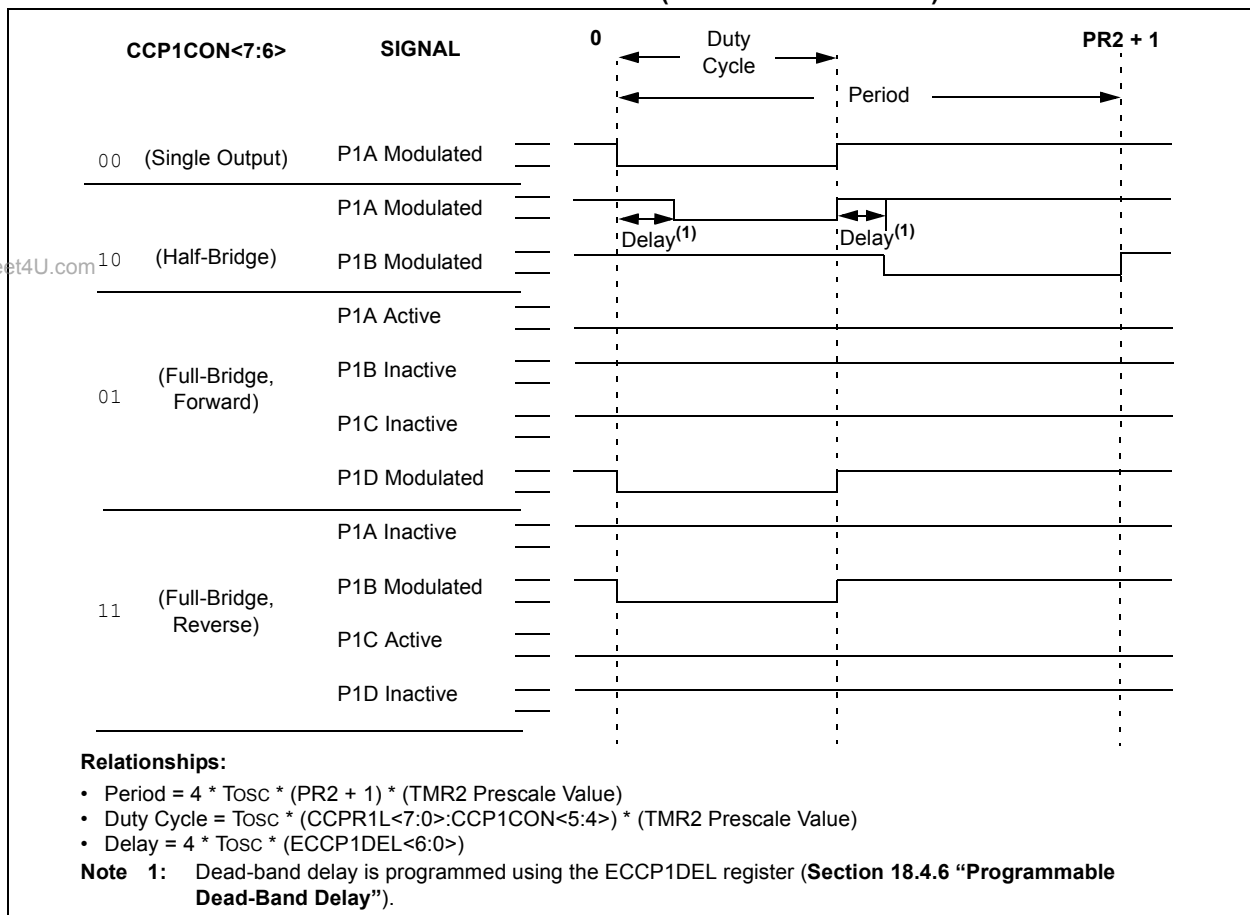 CCP1CON<7:6> SIGNAL 0 Duty Cycle PR2 + 1
Period
00 (Single Output) P1A Modulated
P1A Modulated
Delay(1) Delay(1)
10 (Half-Bridge) P1B Modulated
et4U.com
P1A Active
P1B Inactive
01 (Full-Bridge, Forward)
P1C Inactive
P1D Modulated
P1A Inactive
P1B Modulated
11 (Full-Bridge, Reverse)
P1C Active
P1D Inactive
Relationships:
• Period = 4 * TOSC * (PR2 + 1) * (TMR2 Prescale Value)
• Duty Cycle = TOSC * (CCPR1L<7:0>:CCP1CON<5:4>) * (TMR2 Prescale Value)
• Delay = 4 * TOSC * (ECCP1DEL<6:0>)
Note 1: Dead-band delay is programmed using the ECCP1DEL register (Section 18.4.6 “Programmable
Dead-Band Delay”).